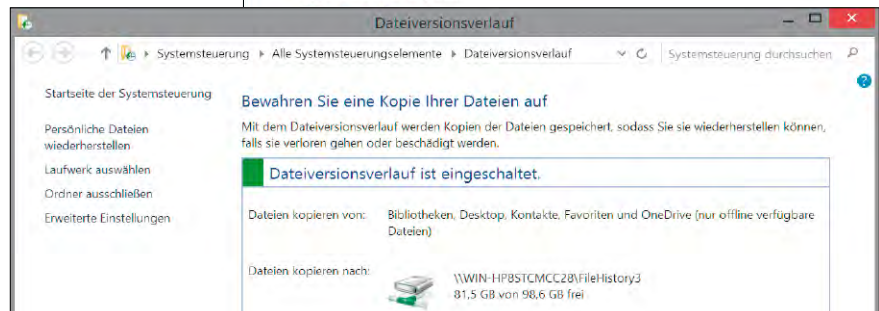 Dateiversionsverlauf
Systemsteuerung ▸ Alle Systemsteuerungselemente ▸ Dateiversionsverlauf
Systemsteuerung durchsuchen
Startseite der Systemsteuerung
Persönliche Dateien
wiederherstellen
Laufwerk auswählen
Ordner ausschließen
Erweiterte Einstellungen
Bewahren Sie eine Kopie Ihrer Dateien auf
Mit dem Dateiversionsverlauf werden Kopien der Dateien gespeichert, sodass Sie sie wiederherstellen können,
falls sie verloren gehen oder beschädigt werden.
Dateiversionsverlauf ist eingeschaltet.
Dateien kopieren von: Bibliotheken, Desktop, Kontakte, Favoriten und OneDrive (nur offline verfügbare
Dateien)
Dateien kopieren nach: \\WIN-HP8STCMCC28\FileHistory3
81,5 GB von 98,6 GB frei